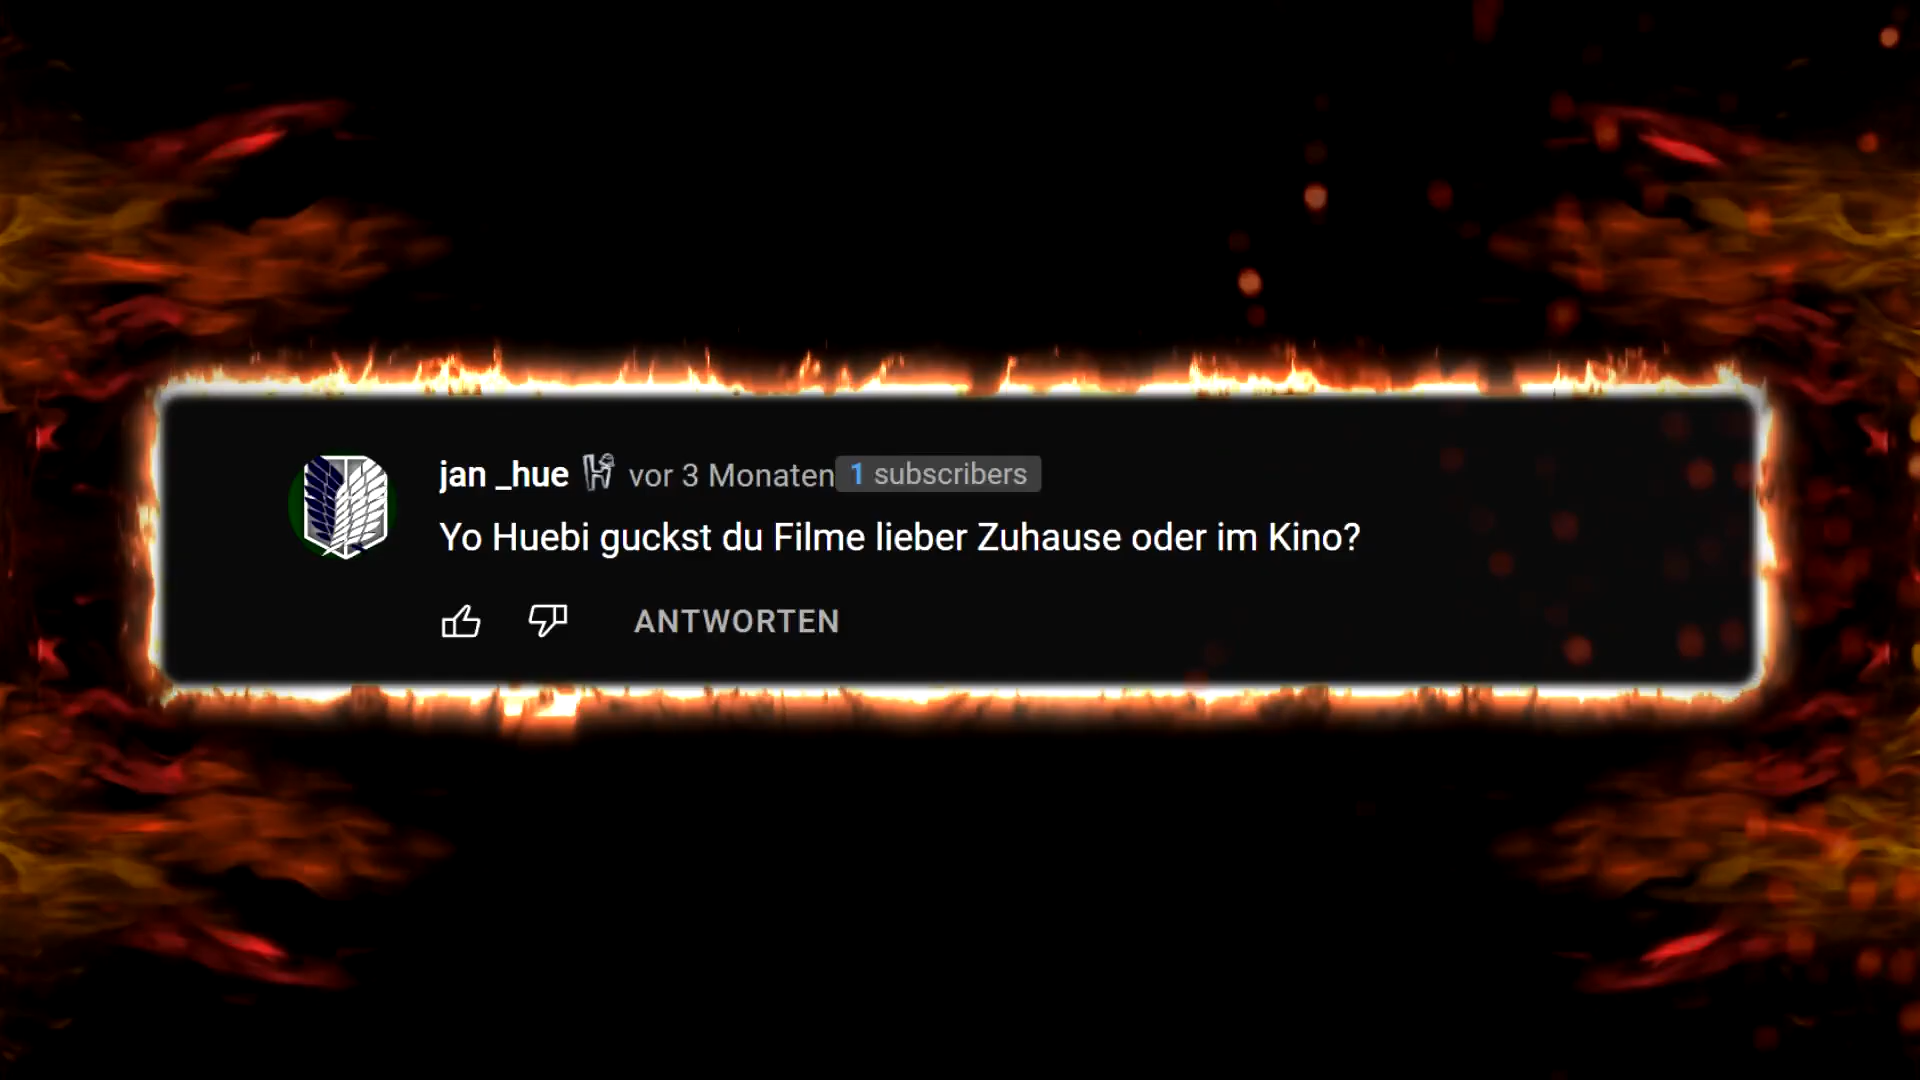 jan _hue vor 3 Monaten 1 subscribers
Yo Huebi guckst du Filme lieber Zuhause oder im Kino?
ANTWORTEN